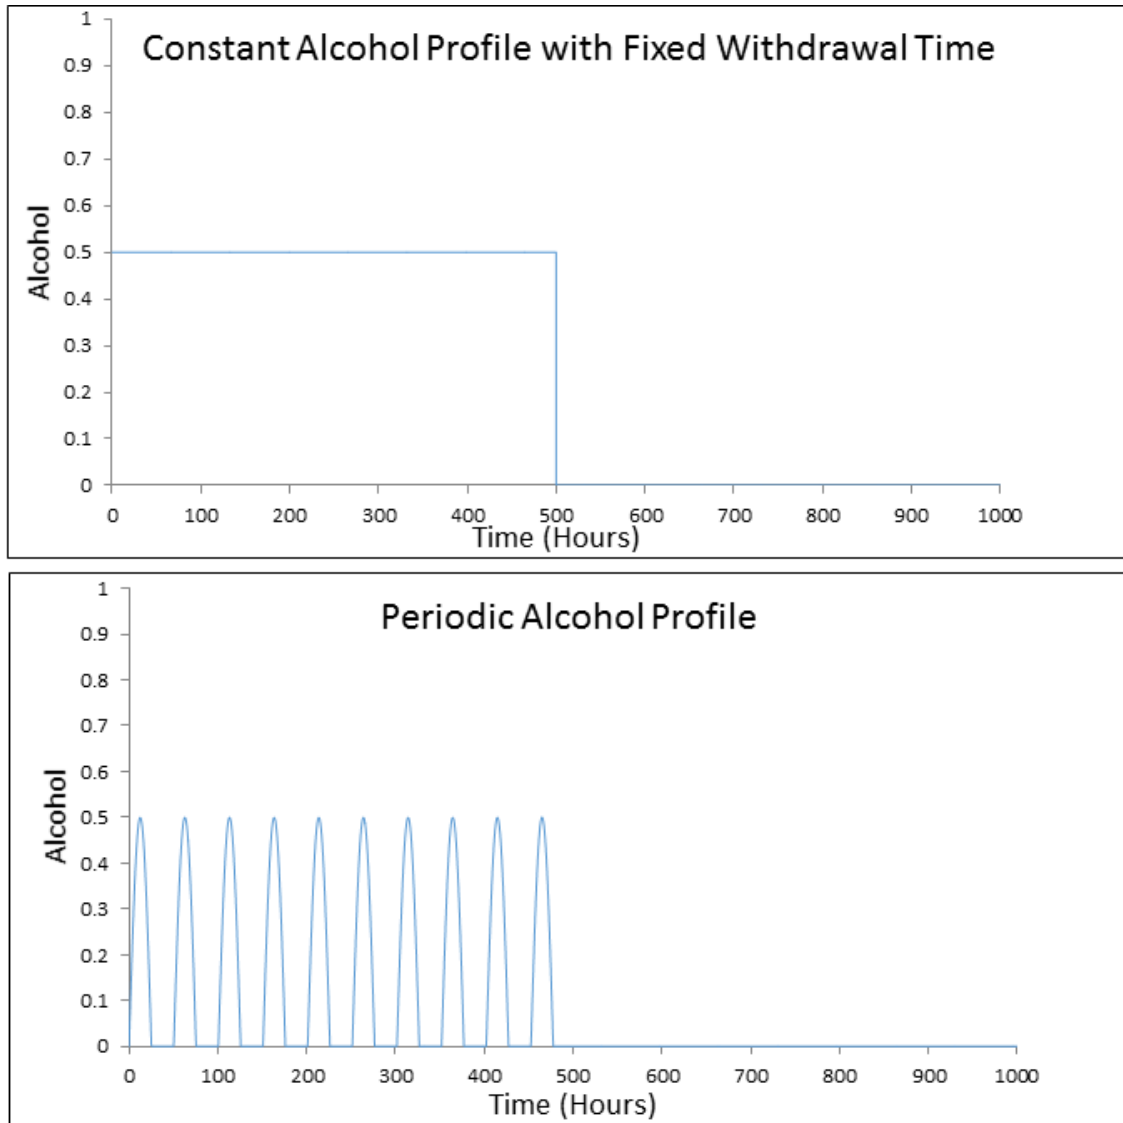 Constant Alcohol Profile with Fixed Withdrawal Time
1
0.9
0.8
0.7
0.6
0.5
0.4
0.3
0.2
0.1
0
Alcohol
0 100 200 300 400 500 600 700 800 900 1000
Time (Hours)
Periodic Alcohol Profile
1
0.9
0.8
0.7
0.6
0.5
0.4
0.3
0.2
0.1
0
Alcohol
0 100 200 300 400 500 600 700 800 900 1000
Time (Hours)